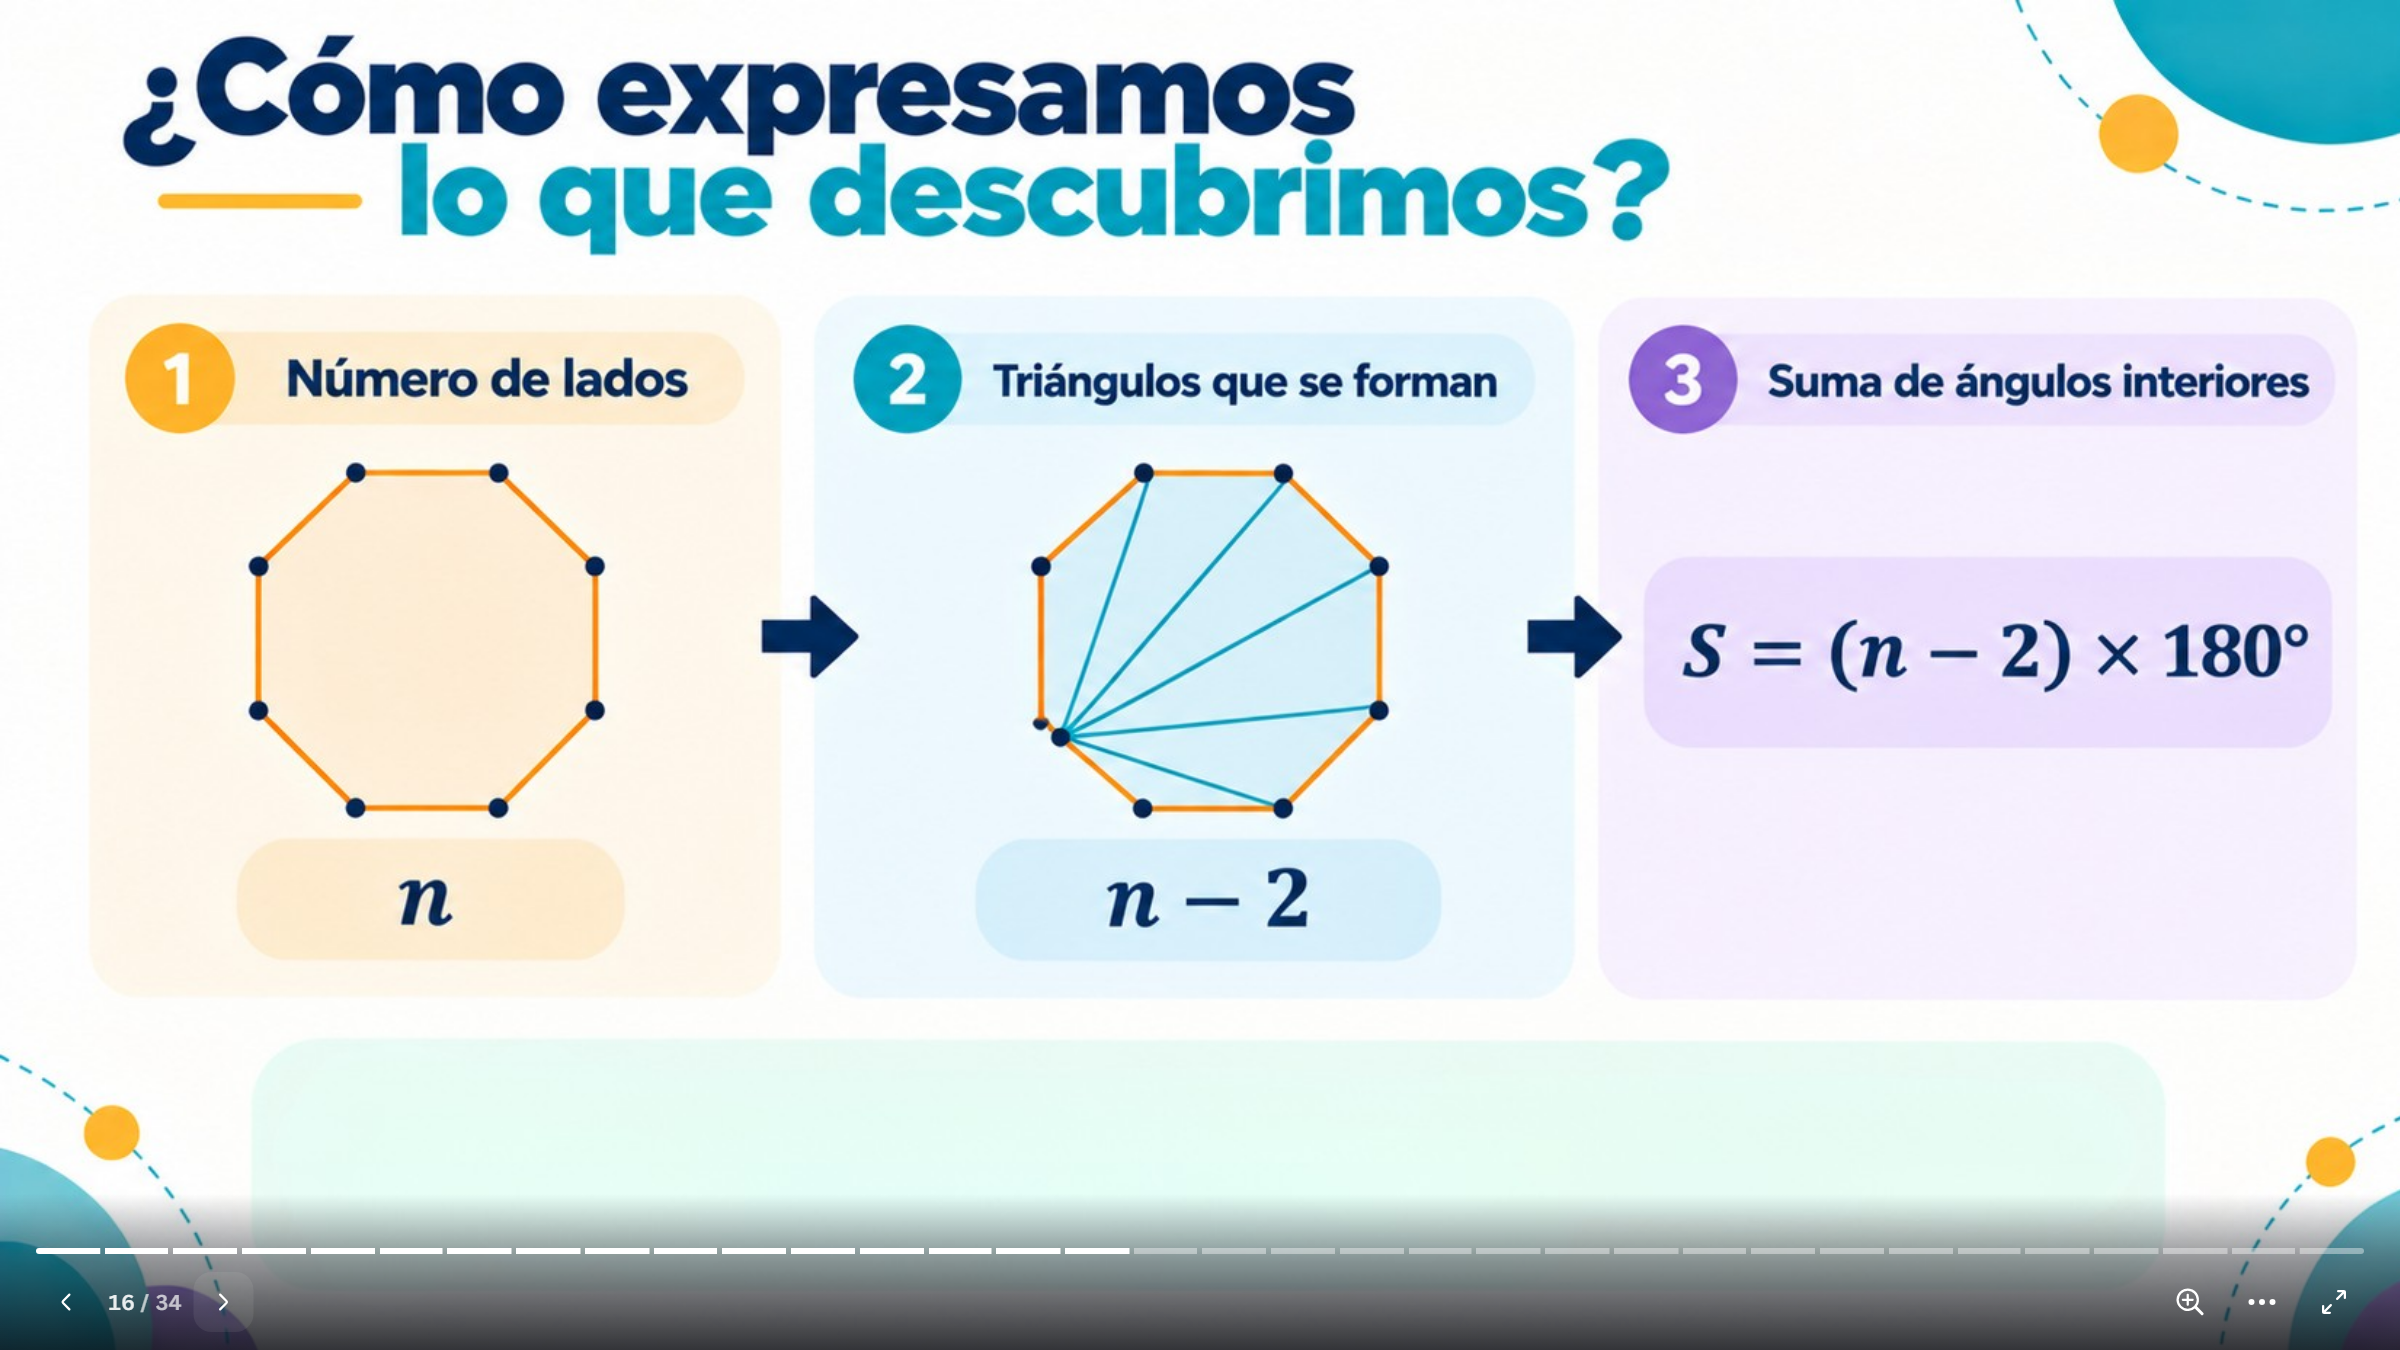 ¿Cómo expresamos
lo que descubrimos?
1 Número de lados
n
2 Triángulos que se forman
n − 2
3 Suma de ángulos interiores
S = (n − 2) × 180°
16 / 34